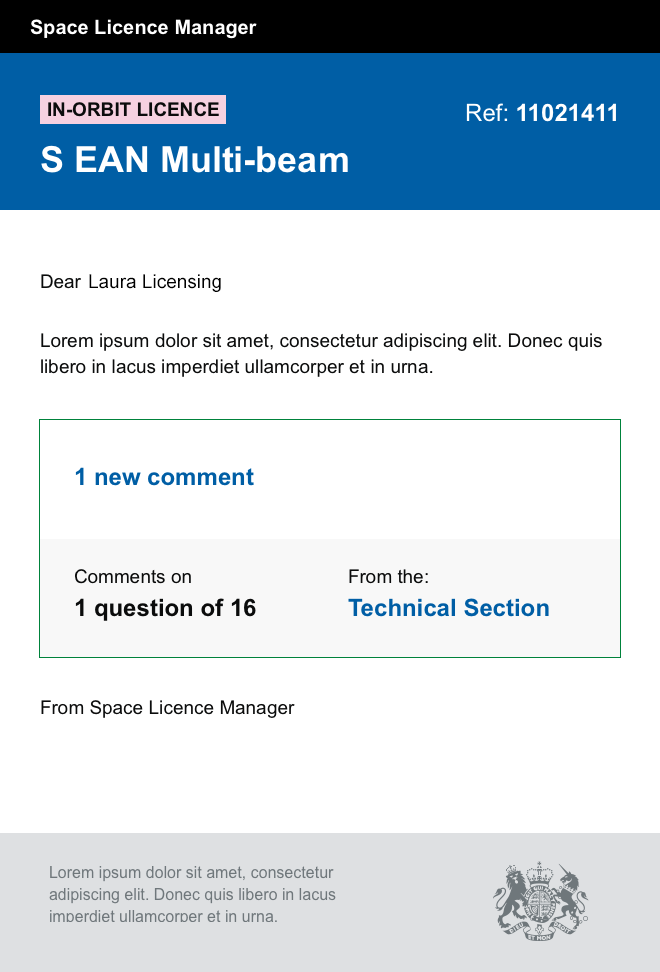 Space Licence Manager
IN-ORBIT LICENCE
Ref: 11021411
S EAN Multi-beam
Dear Laura Licensing
Lorem ipsum dolor sit amet, consectetur adipiscing elit. Donec quis
libero in lacus imperdiet ullamcorper et in urna.
1 new comment
Comments on
From the:
1 question of 16
Technical Section
From Space Licence Manager
Lorem ipsum dolor sit amet, consectetur
adipiscing elit. Donec quis libero in lacus
imperdiet ullamcorper et in urna.